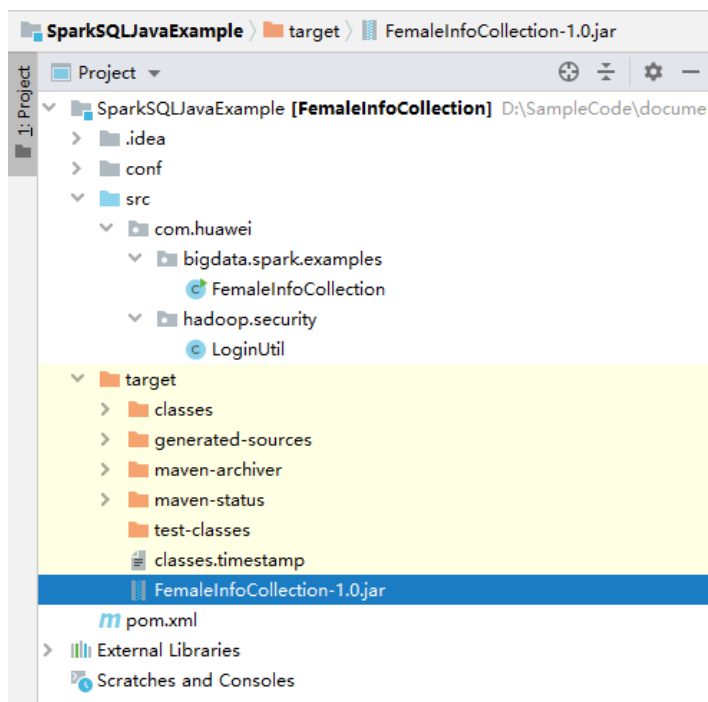 SparkSQLJavaExample target FemaleInfoCollection-1.0.jar
1: Project
Project
SparkSQLJavaExample [FemaleInfoCollection] D:\SampleCode\docume
.idea
conf
src
com.huawei
bigdata.spark.examples
FemaleInfoCollection
hadoop.security
LoginUtil
target
classes
generated-sources
maven-archiver
maven-status
test-classes
classes.timestamp
FemaleInfoCollection-1.0.jar
pom.xml
External Libraries
Scratches and Consoles